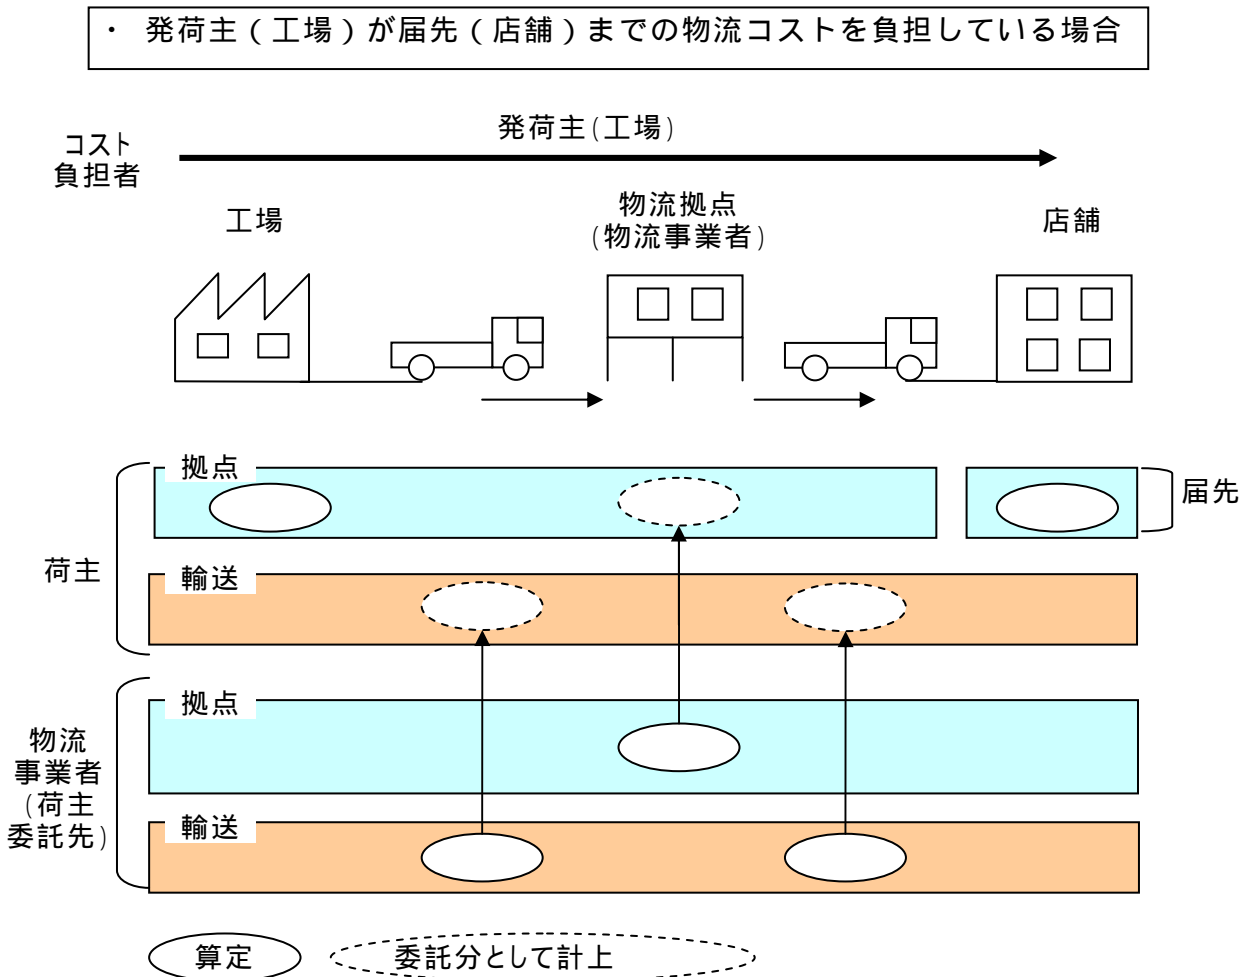 ・ 発荷主（工場）が届先（店舗）までの物流コストを負担している場合
コスト
負担者
発荷主(工場)
工場
物流拠点
(物流事業者)
店舗
拠点
届先
荷主
輸送
拠点
物流
事業者
(荷主
委託先)
輸送
算定
委託分として計上